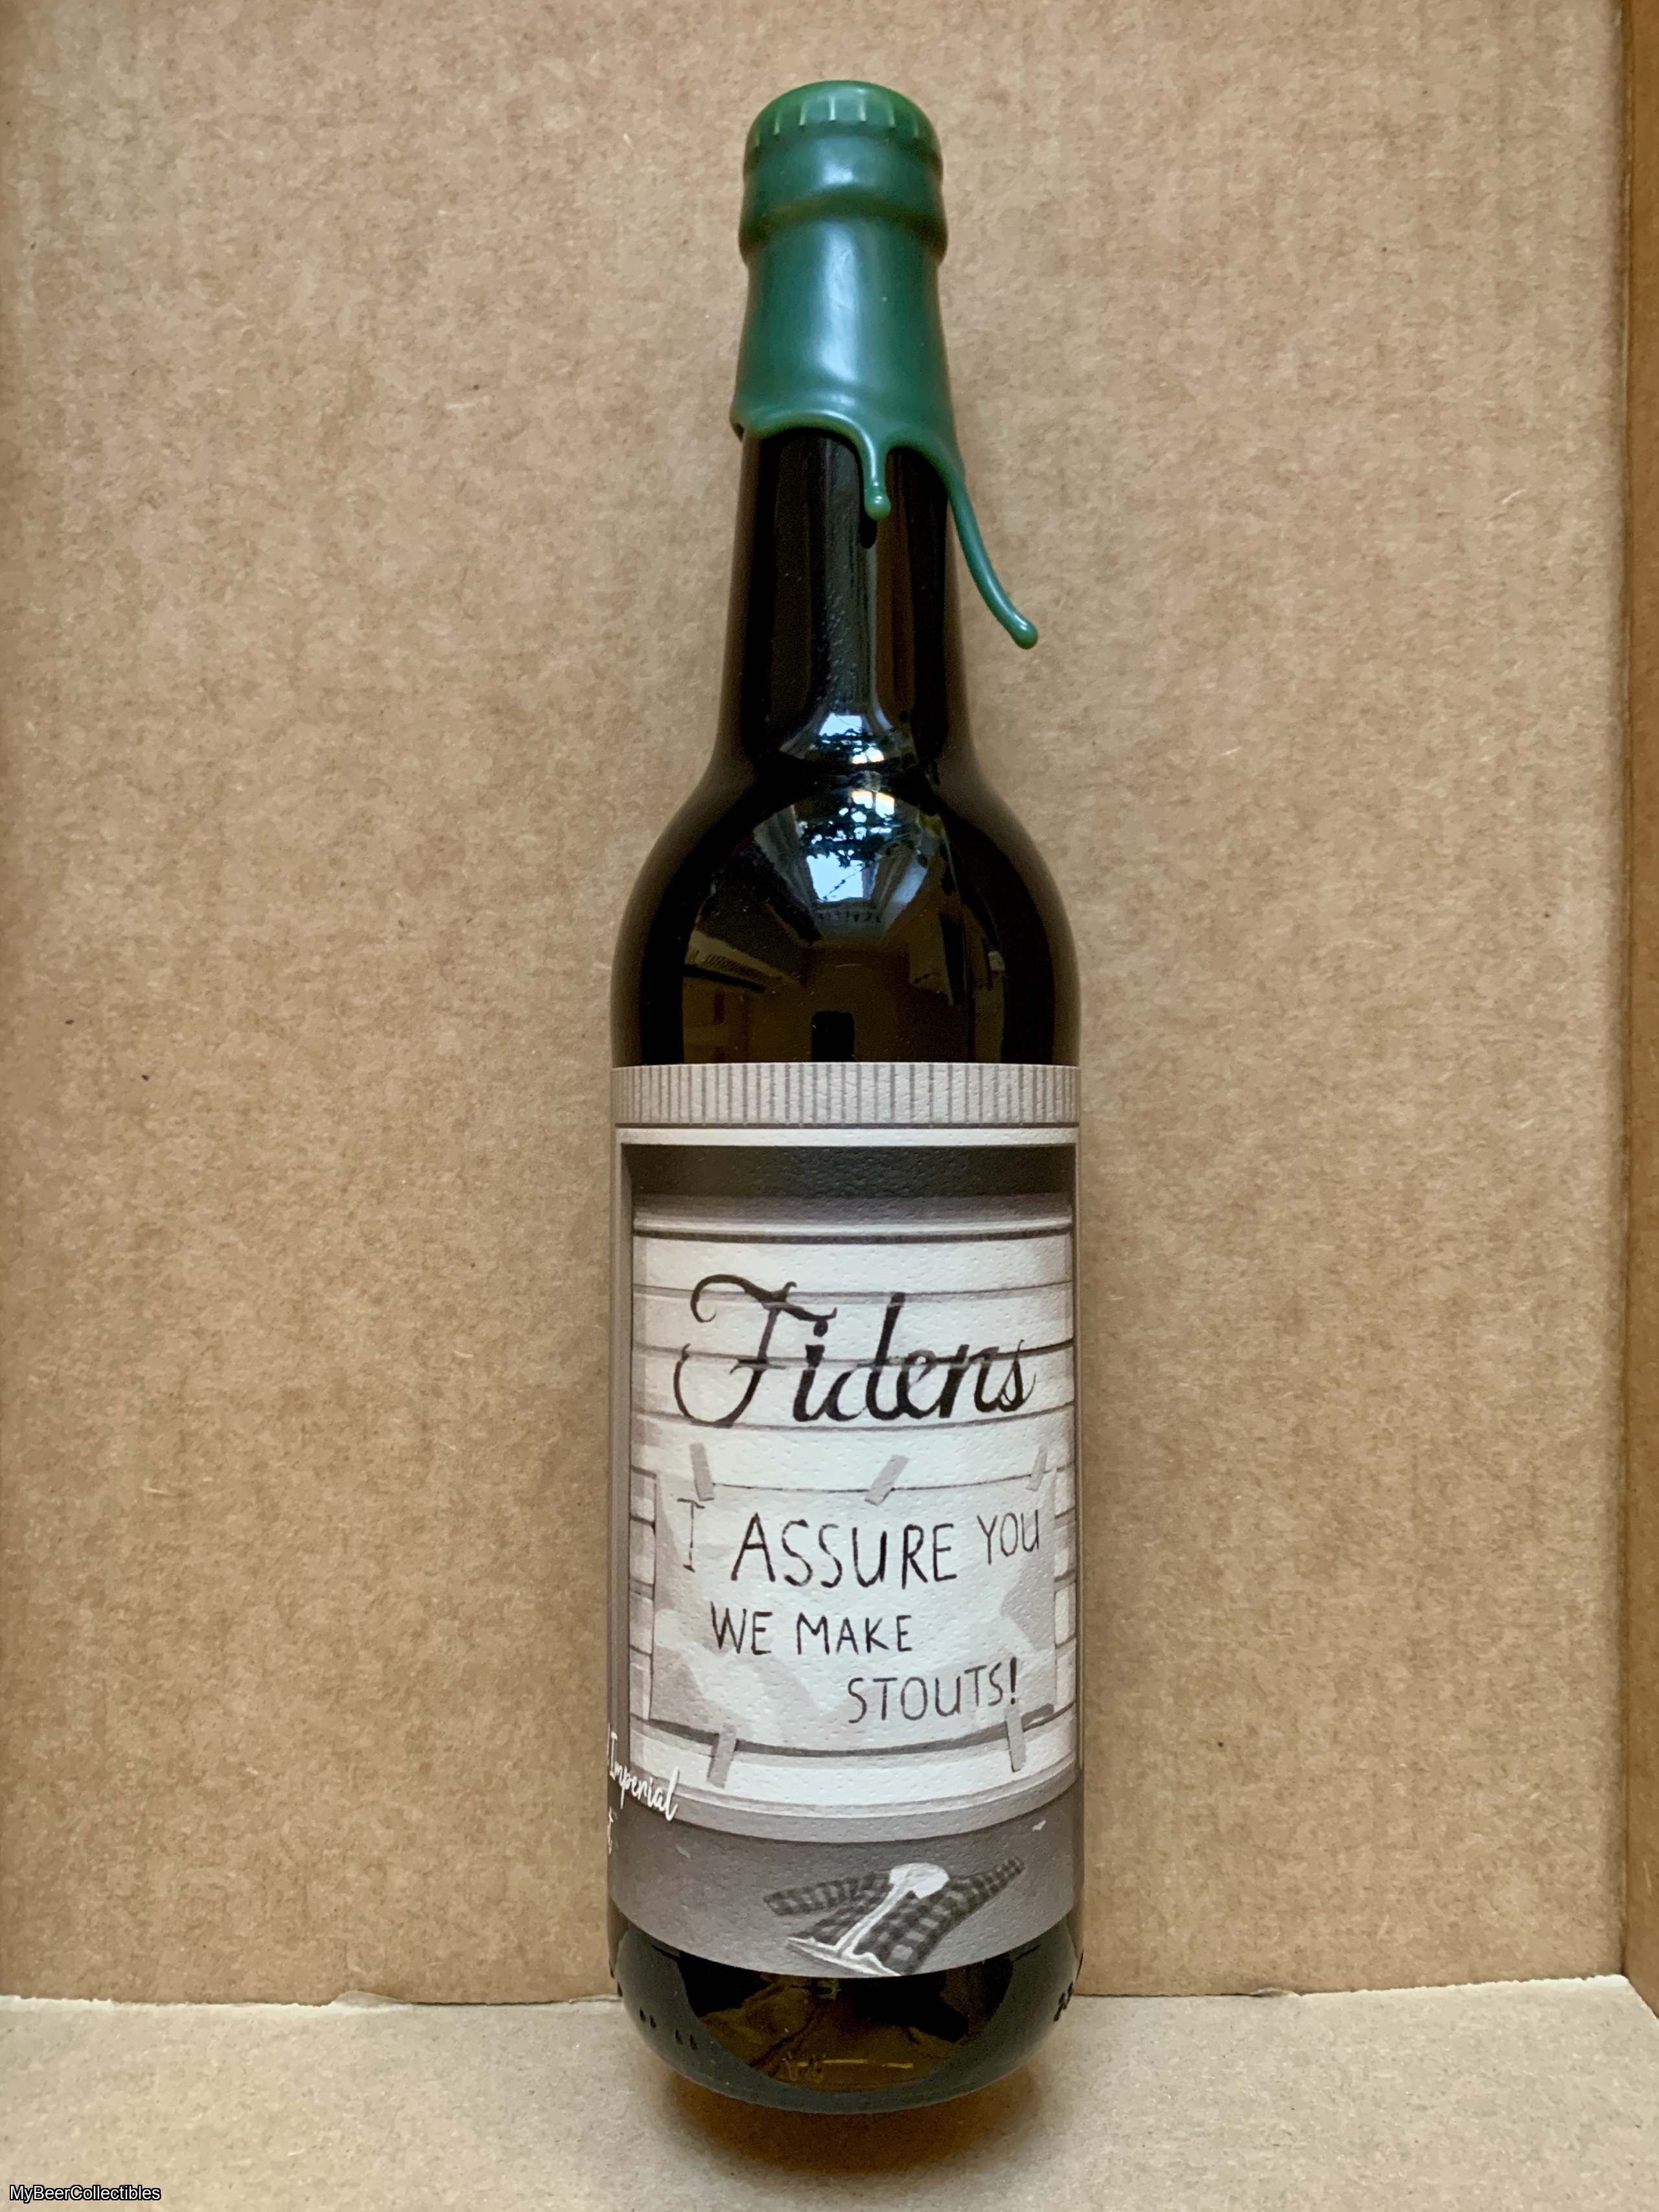 Fidens
I ASSURE YOU
WE MAKE
STOUTS!
Imperial
MyBeerCollectibles